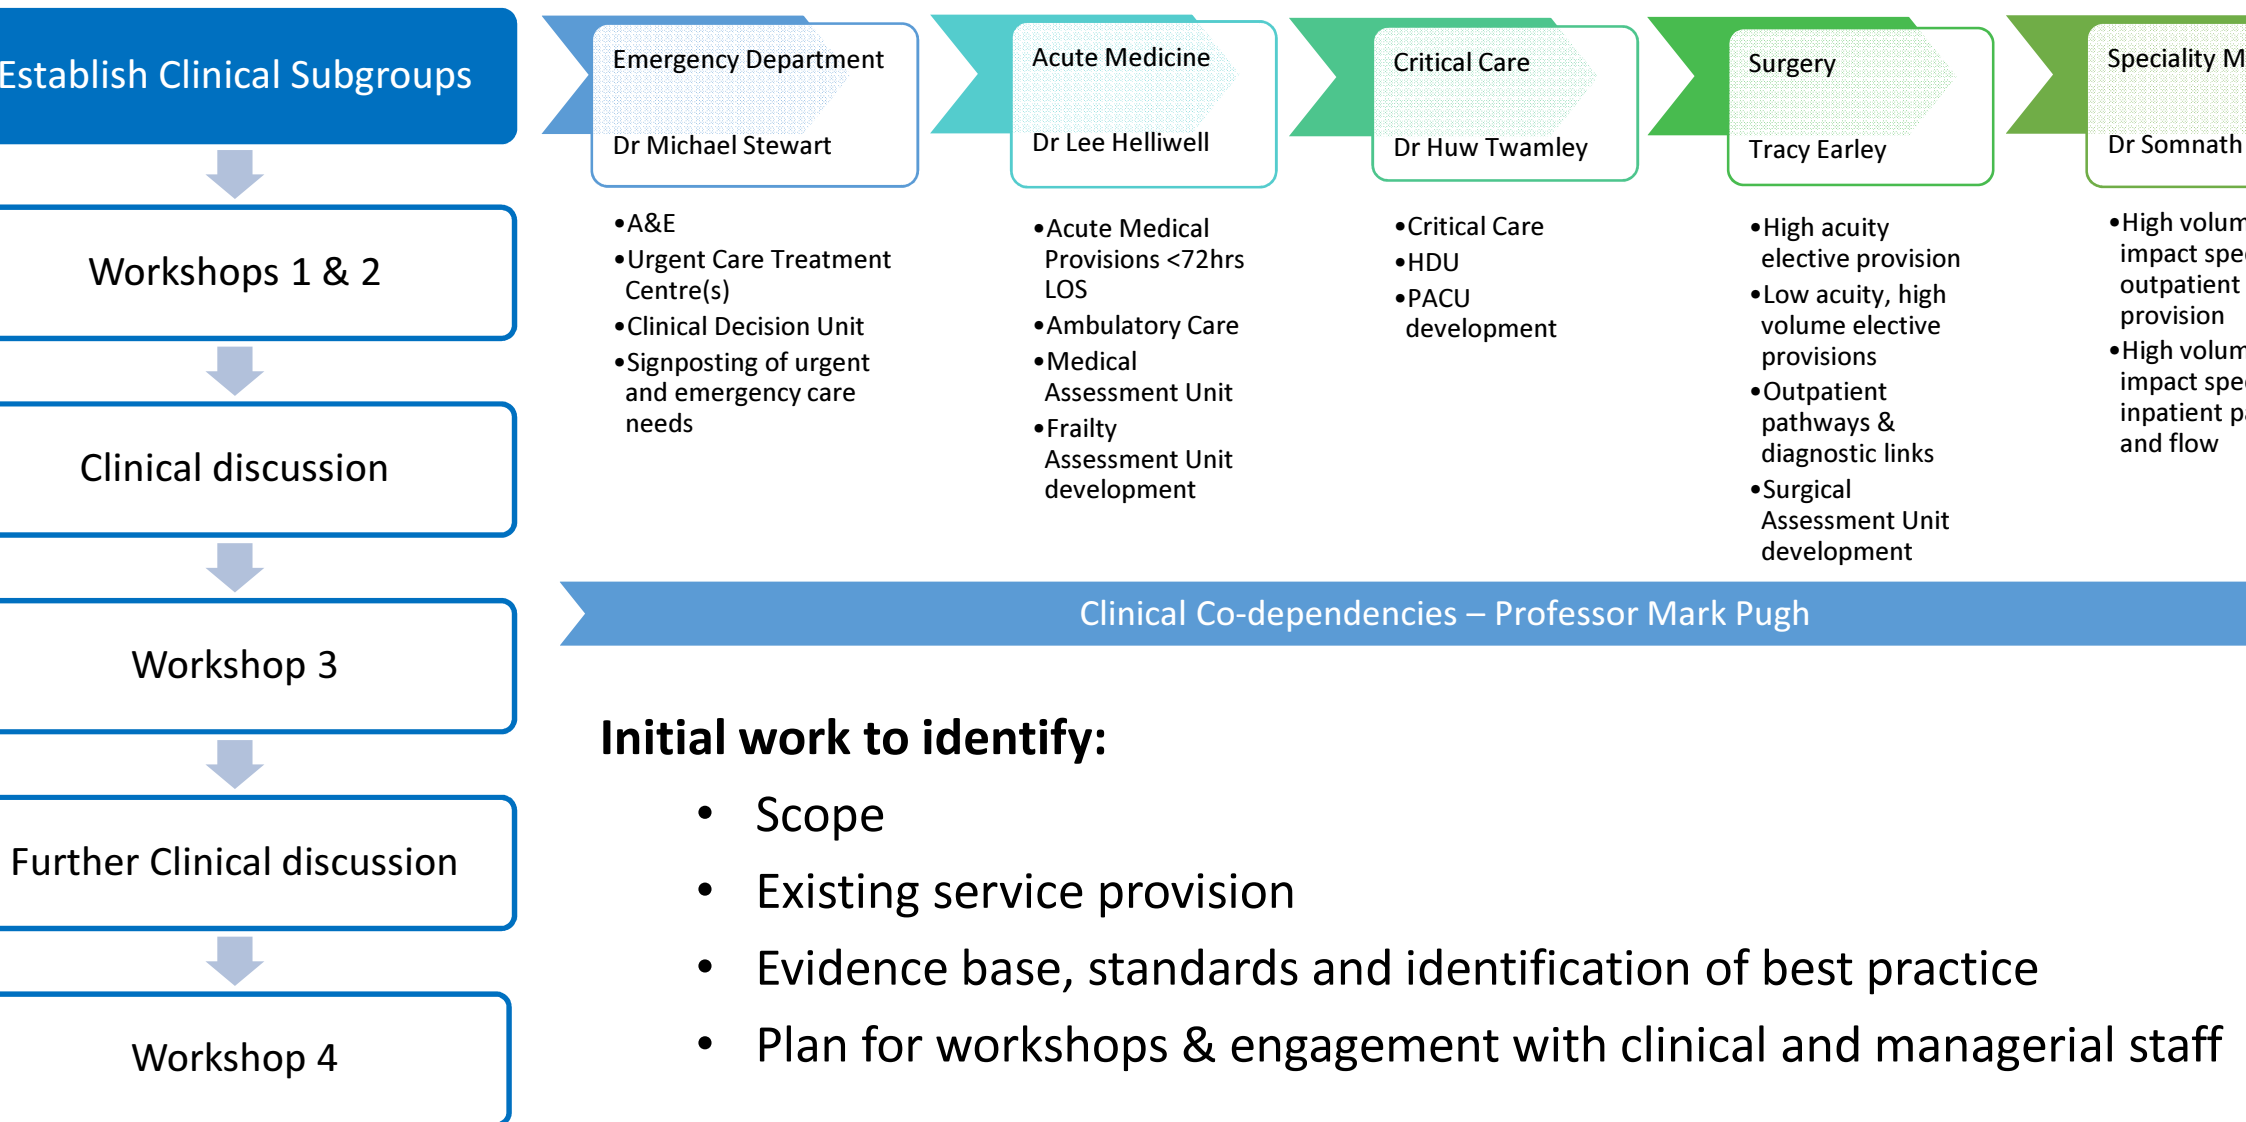 Establish Clinical Subgroups
Workshops 1 & 2
Clinical discussion
Workshop 3
Further Clinical discussion
Workshop 4
Emergency Department
Dr Michael Stewart
•A&E
•Urgent Care Treatment
Centre(s)
•Clinical Decision Unit
•Signposting of urgent
and emergency care
needs
Acute Medicine
Dr Lee Helliwell
•Acute Medical
Provisions <72hrs
LOS
•Ambulatory Care
•Medical
Assessment Unit
•Frailty
Assessment Unit
development
Critical Care
Dr Huw Twamley
•Critical Care
•HDU
•PACU
development
Surgery
Tracy Earley
•High acuity
elective provision
•Low acuity, high
volume elective
provisions
•Outpatient
pathways &
diagnostic links
•Surgical
Assessment Unit
development
Speciality
Dr Somnath
•High
impact
outpatient
provision
•High
impact
inpatient
and flow
Clinical Co-dependencies – Professor Mark Pugh
Initial work to identify:
• Scope
• Existing service provision
• Evidence base, standards and identification of best practice
• Plan for workshops & engagement with clinical and managerial staff